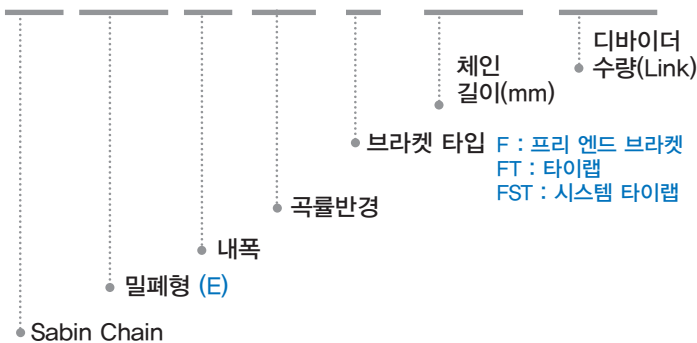 디바이더
수량(Link)
체인
길이(mm)
브라켓 타입
F : 프리 엔드 브라켓
FT : 타이랩
FST : 시스템 타이랩
곡률반경
내폭
밀폐형 (E)
Sabin Chain